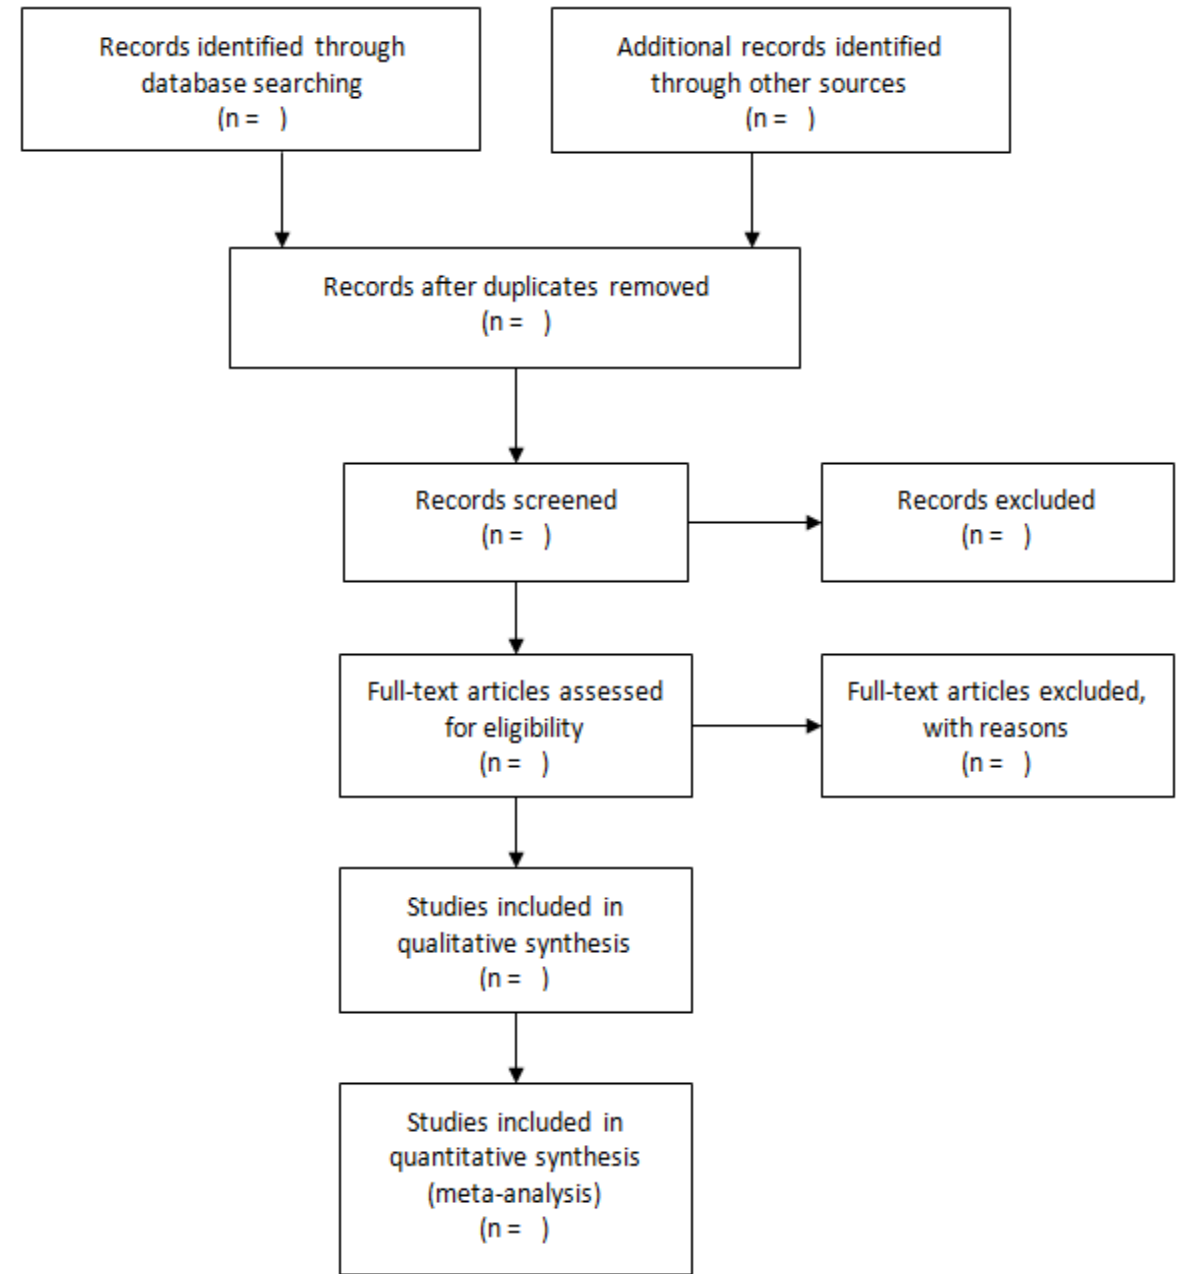 Records identified through
database searching
(n = )
Additional records identified
through other sources
(n = )
Records after duplicates removed
(n = )
Records screened
(n = )
Records excluded
(n = )
Full-text articles assessed
for eligibility
(n = )
Full-text articles excluded,
with reasons
(n = )
Studies included in
qualitative synthesis
(n = )
Studies included in
quantitative synthesis
(meta-analysis)
(n = )